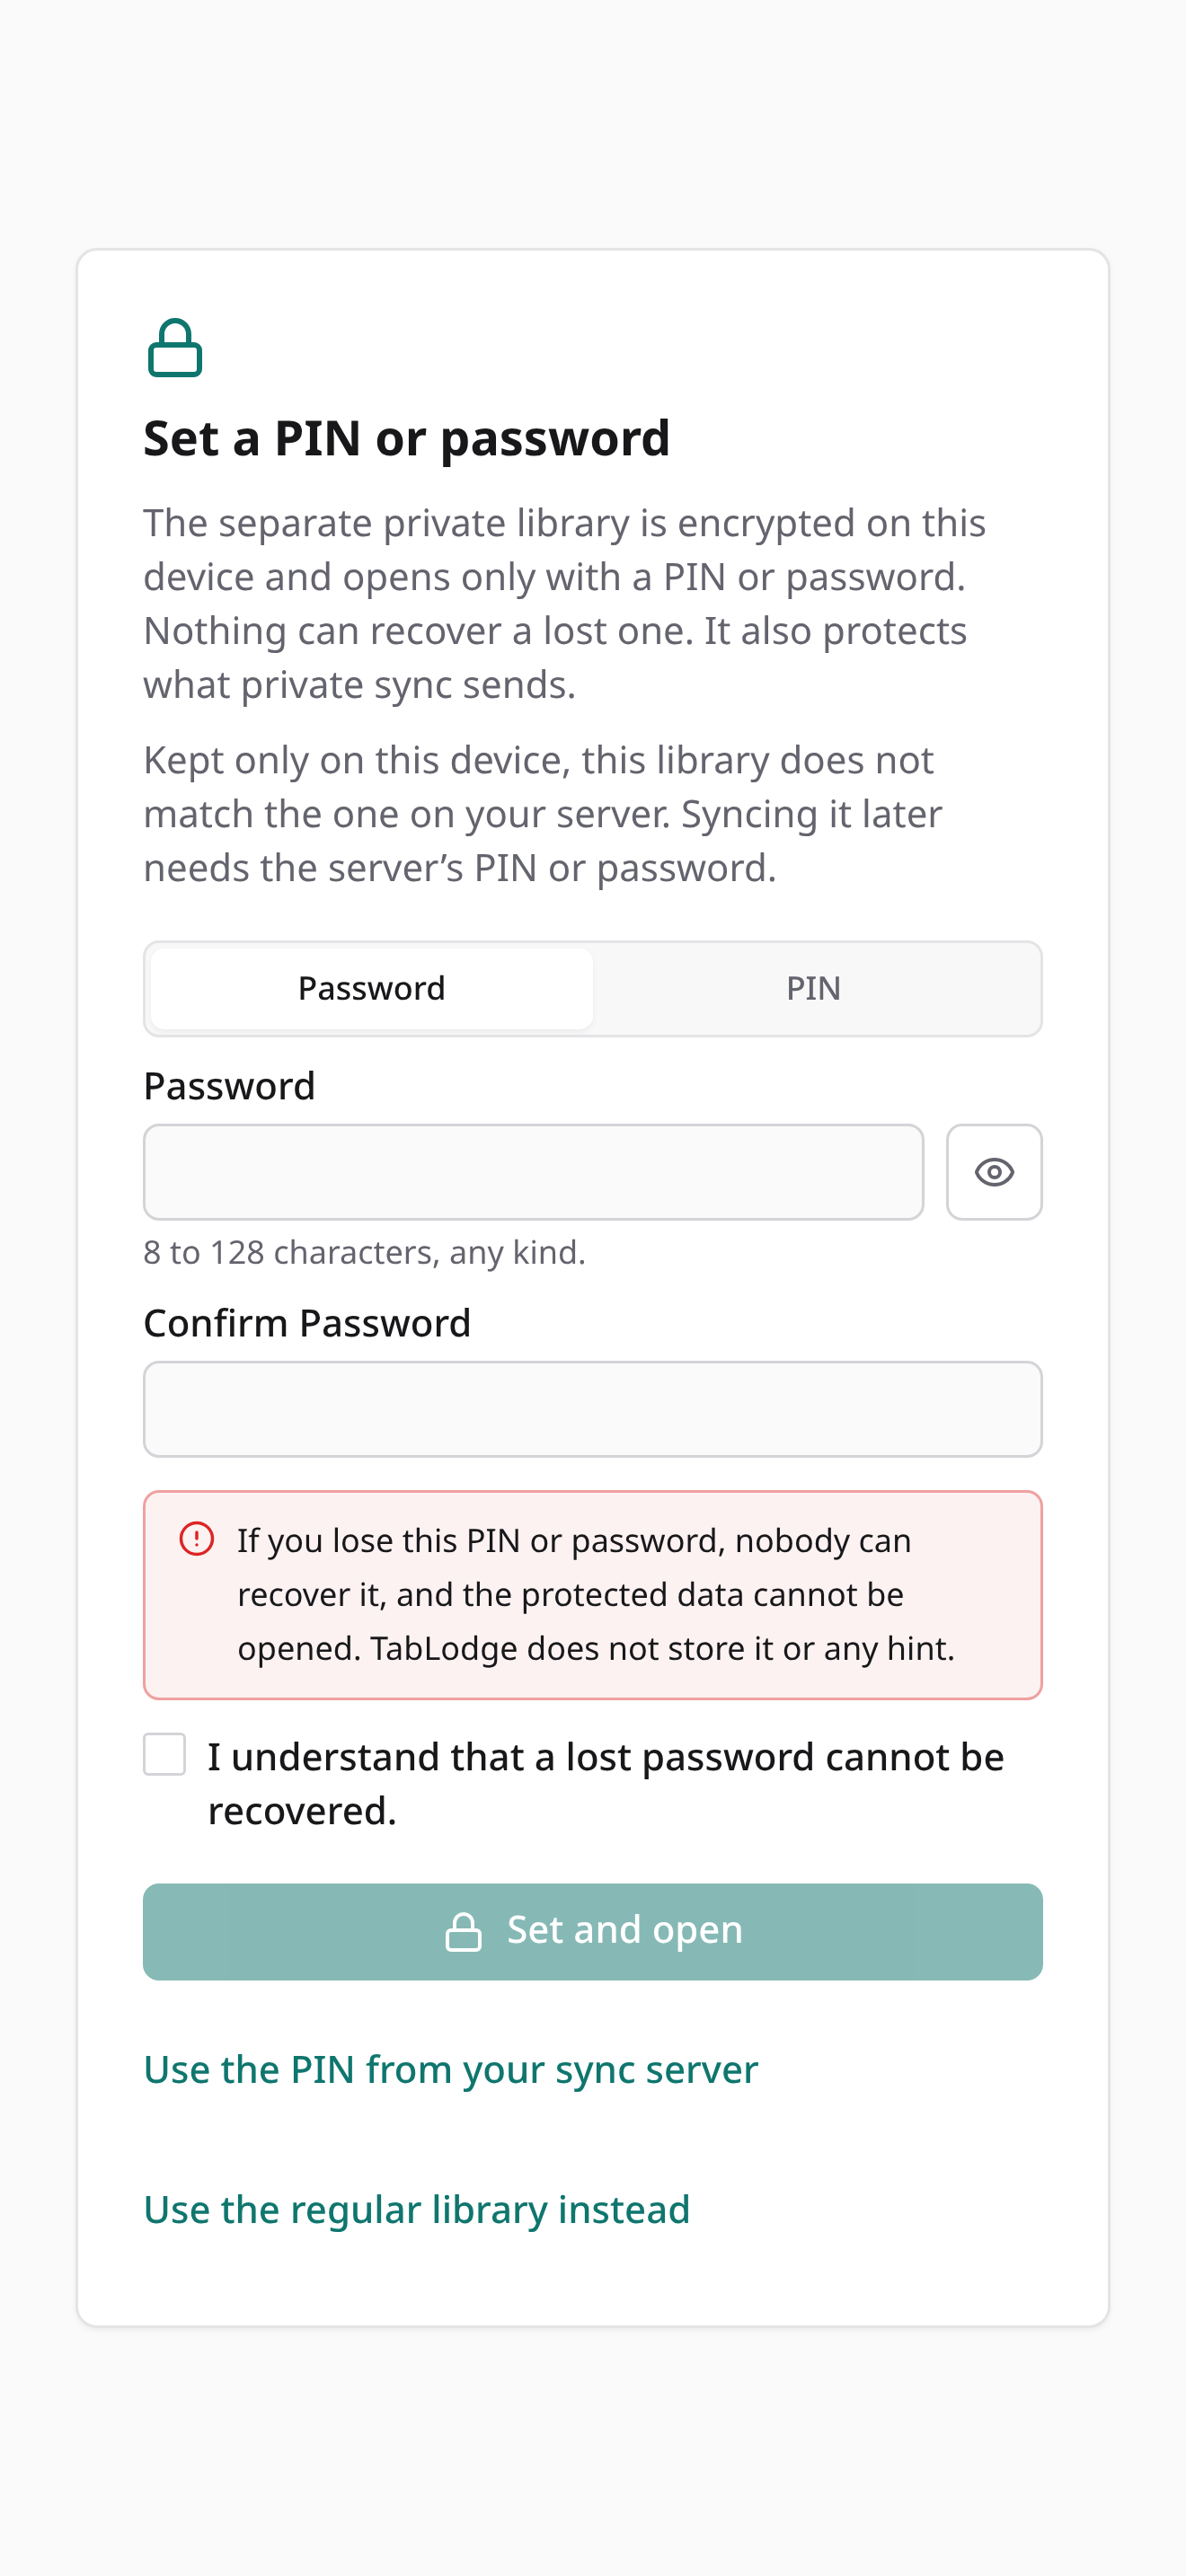 Set a PIN or password
The separate private library is encrypted on this
device and opens only with a PIN or password.
Nothing can recover a lost one. It also protects
what private sync sends.
Kept only on this device, this library does not
match the one on your server. Syncing it later
needs the server’s PIN or password.
Password PIN
Password
8 to 128 characters, any kind.
Confirm Password
If you lose this PIN or password, nobody can
recover it, and the protected data cannot be
opened. TabLodge does not store it or any hint.
I understand that a lost password cannot be
recovered.
Set and open
Use the PIN from your sync server
Use the regular library instead